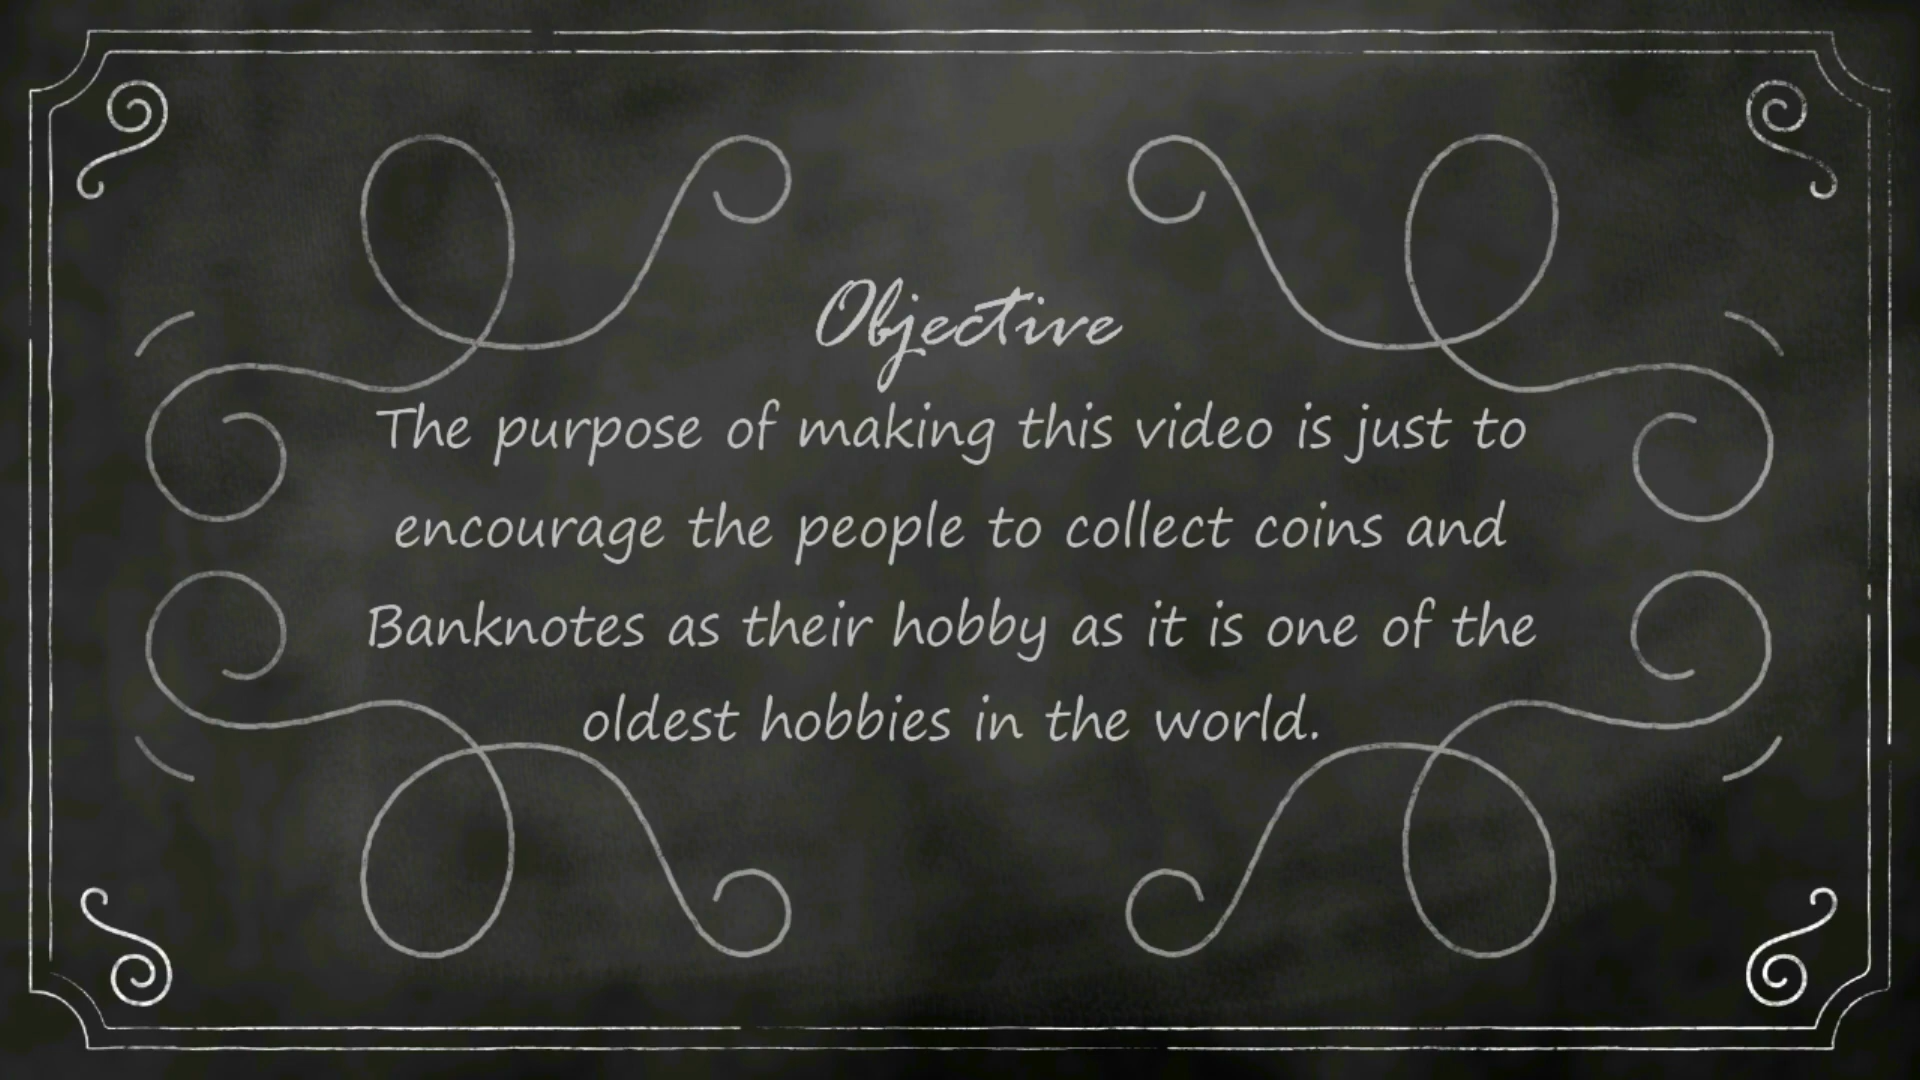 Objective
The purpose of making this video is just to
encourage the people to collect coins and
Banknotes as their hobby as it is one of the
oldest hobbies in the world.